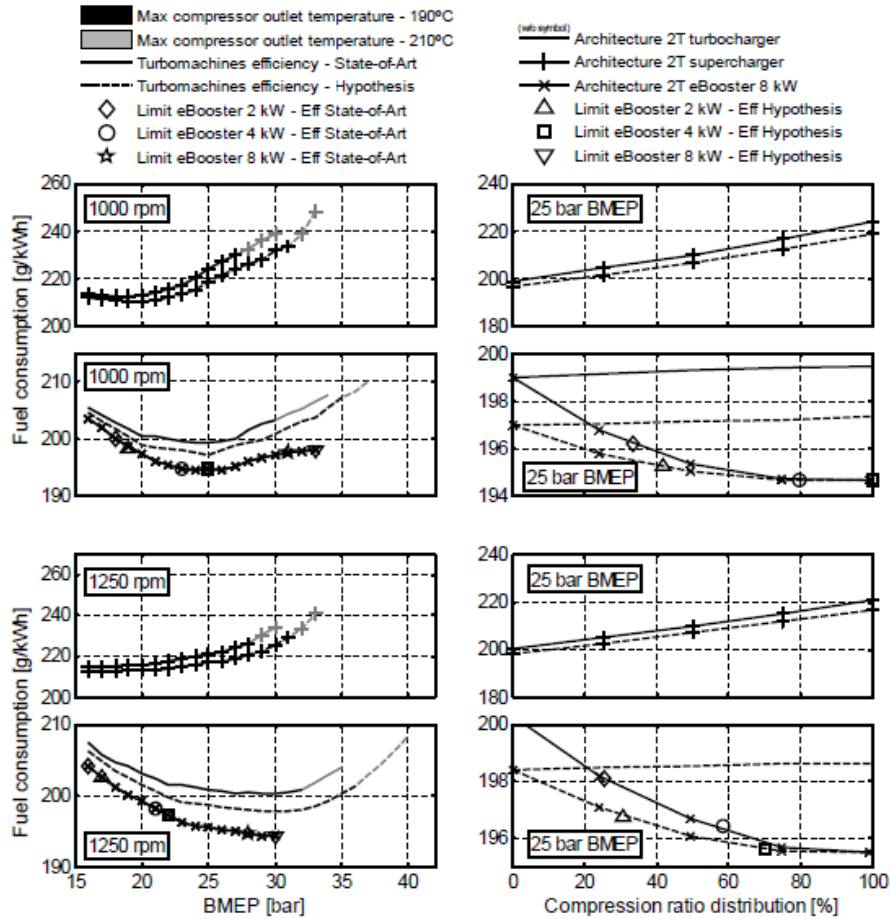 Max compressor outlet temperature - 190ºC
Max compressor outlet temperature - 210ºC
Turbomachines efficiency - State-of-Art
Turbomachines efficiency - Hypothesis
Limit eBooster 2 kW - Eff State-of-Art
Limit eBooster 4 kW - Eff State-of-Art
Limit eBooster 8 kW - Eff State-of-Art
(w/o symbol)
Architecture 2T turbocharger
Architecture 2T supercharger
Architecture 2T eBooster 8 kW
Limit eBooster 2 kW - Eff Hypothesis
Limit eBooster 4 kW - Eff Hypothesis
Limit eBooster 8 kW - Eff Hypothesis
Fuel consumption [g/kWh]
260
240
220
200
1000 rpm
240
220
200
180
25 bar BMEP
210
200
190
1000 rpm
200
199
197
196
194
25 bar BMEP
Fuel consumption [g/kWh]
260
240
220
200
1250 rpm
240
220
200
180
25 bar BMEP
210
200
190
1250 rpm
15
20
25
30
35
40
BMEP [bar]
200
198
196
25 bar BMEP
0
20
40
60
80
100
Compression ratio distribution [%]